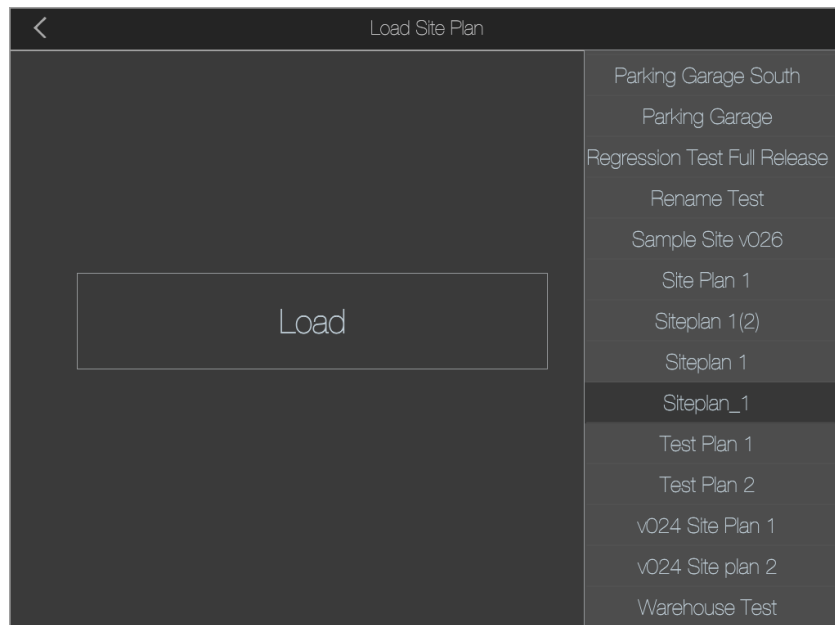 Load Site Plan
Parking Garage South
Parking Garage
Regression Test Full Release
Rename Test
Sample Site v026
Site Plan 1
Siteplan 1(2)
Siteplan 1
Siteplan_1
Test Plan 1
Test Plan 2
v024 Site Plan 1
v024 Site plan 2
Warehouse Test
Load